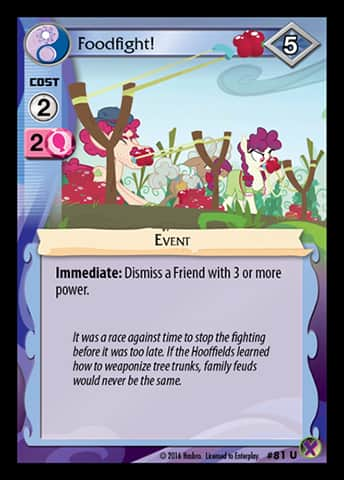 Foodfight!
5
COST
2
2
EVENT
Immediate: Dismiss a Friend with 3 or more
power.
It was a race against time to stop the fighting
before it was too late. If the Hooffields learned
how to weaponize tree trunks, family feuds
would never be the same.
© 2016 Hasbro. Licensed to Enterplay. #81 U